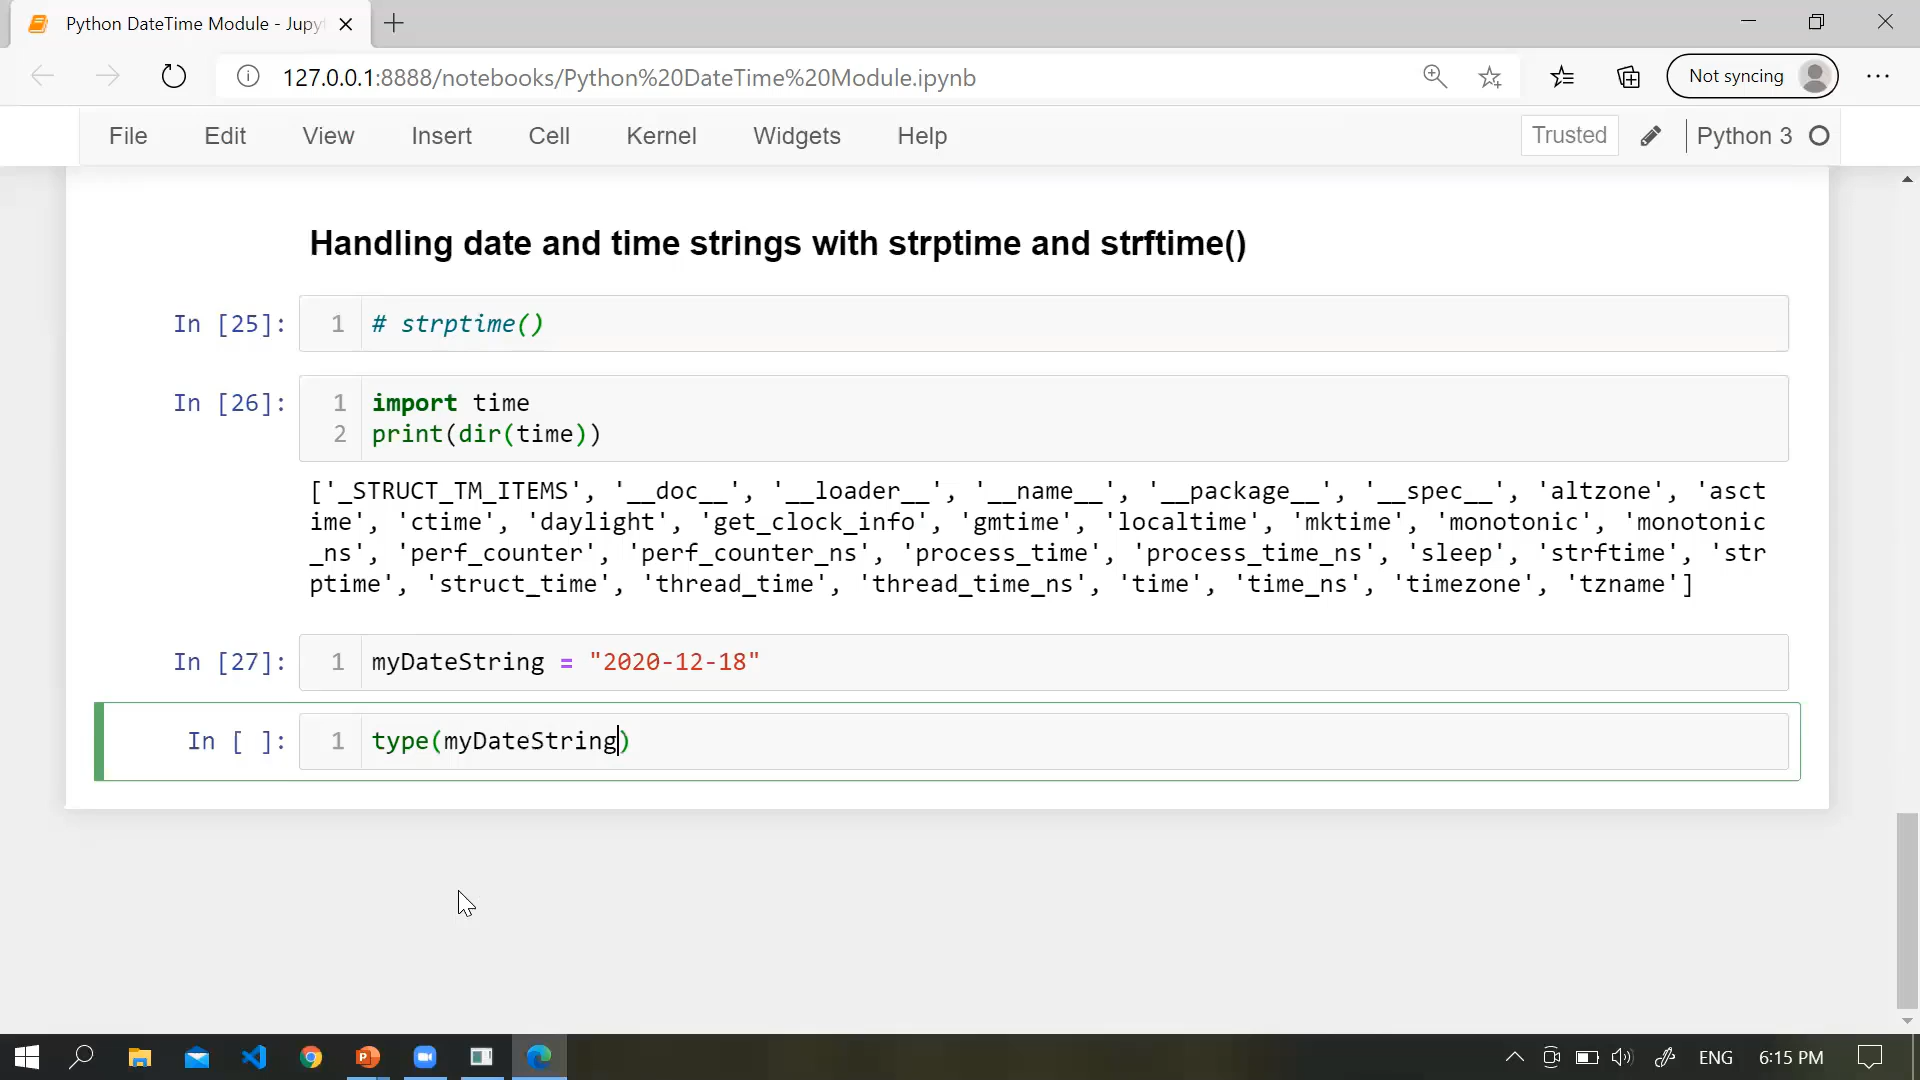 Python DateTime Module - Jupyt
127.0.0.1:8888/notebooks/Python%20DateTime%20Module.ipynb
Not syncing
File Edit View Insert Cell Kernel Widgets Help
Trusted
Python 3
Handling date and time strings with strptime and strftime()
In [25]: 1 # strptime()
In [26]: 1 import time
2 print(dir(time))
['_STRUCT_TM_ITEMS', '__doc__', '__loader__', '__name__', '__package__', '__spec__', 'altzone', 'asct
ime', 'ctime', 'daylight', 'get_clock_info', 'gmtime', 'localtime', 'mktime', 'monotonic', 'monotonic
_ns', 'perf_counter', 'perf_counter_ns', 'process_time', 'process_time_ns', 'sleep', 'strftime', 'str
ptime', 'struct_time', 'thread_time', 'thread_time_ns', 'time', 'time_ns', 'timezone', 'tzname']
In [27]: 1 myDateString = "2020-12-18"
In [ ]: 1 type(myDateString)
ENG 6:15 PM